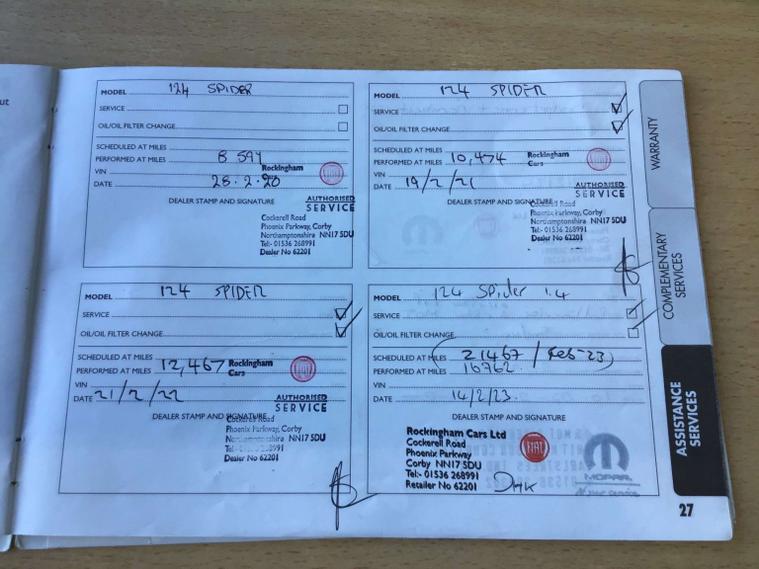 ut
MODEL 124 SPIDER
SERVICE
OIL/OIL FILTER CHANGE
SCHEDULED AT MILES
PERFORMED AT MILES 8 591
VIN
Rockingham
FIAT
DATE 28.2.20
AUTHORISED
SERVICE
DEALER STAMP AND SIGNATURE
Cockerell Road
Phoenix Parkway, Corby
Northamptonshire NN17 5DU
Tel:- 01536 268991
Dealer No 62201
MODEL 124 SPIDER
SERVICE
OIL/OIL FILTER CHANGE
SCHEDULED AT MILES
PERFORMED AT MILES 10,474
Rockingham
Cars
FIAT
VIN
DATE 19/2/21
AUTHORISED
SERVICE
DEALER STAMP AND SIGNATURE
Cockerell Road
Phoenix Parkway, Corby
Northamptonshire NN17 5DU
Tel:- 01536 268991
Dealer No 62201
MODEL 124 SPIDER
SERVICE
OIL/OIL FILTER CHANGE
SCHEDULED AT MILES
PERFORMED AT MILES 12,467
Rockingham
Cars
FIAT
VIN
DATE 21/2/22
AUTHORISED
SERVICE
DEALER STAMP AND SIGNATURE
Cockerell Road
Phoenix Parkway, Corby
Northamptonshire NN17 5DU
Dealer No 62201
MODEL 124 Spider 1.4
SERVICE
OIL/OIL FILTER CHANGE
SCHEDULED AT MILES 21467 / Feb-23
PERFORMED AT MILES 16762
VIN
DATE 14/2/23.
DEALER STAMP AND SIGNATURE
Rockingham Cars Ltd
Cockerell Road
Phoenix Parkway
Corby NN17 5DU
Tel:- 01536 268991
Retailer No 62201
FIAT
MOPAR
WARRANTY
COMPLEMENTARY
SERVICES
ASSISTANCE
SERVICES
27